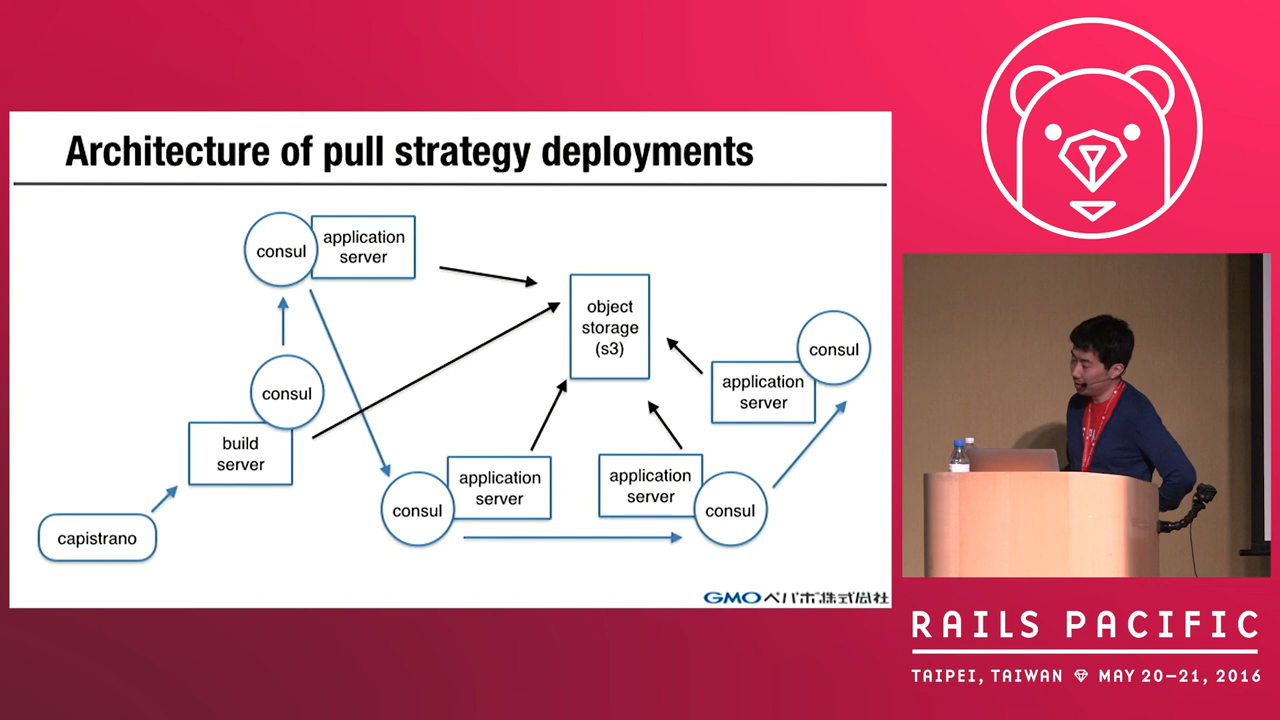 Architecture of pull strategy deployments
consul
application
server
object
storage
(s3)
consul
consul
application
server
build
server
application
server
application
server
consul
consul
capistrano
GMOペパボ株式会社
RAILS PACIFIC
TAIPEI, TAIWAN MAY 20–21, 2016